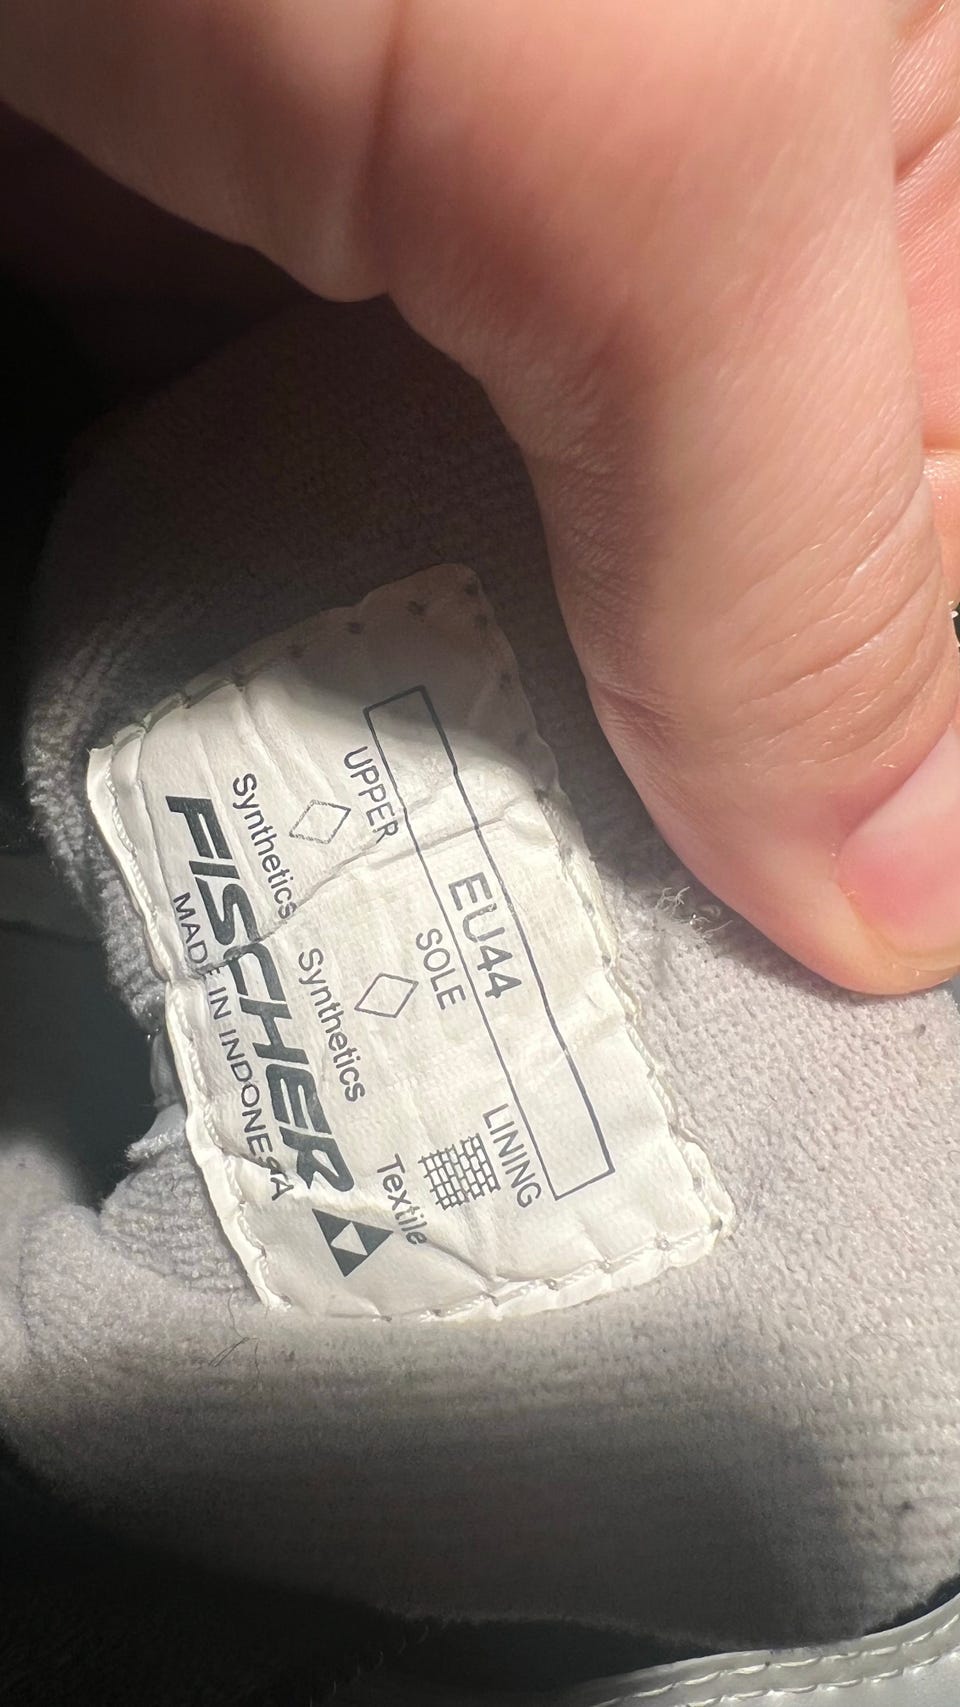 EU44
UPPER SOLE LINING
Synthetics Synthetics Textile
FISCHER
MADE IN INDONESIA